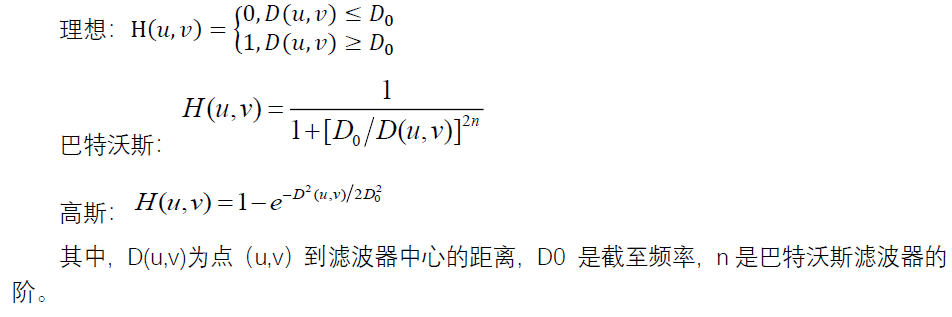 理想：H(u,v) = {0,D(u,v) ≤ D₀
1,D(u,v) ≥ D₀
巴特沃斯：H(u,v) = 1/(1+[D₀/D(u,v)]²ⁿ)
高斯：H(u,v) = 1−e^(−D²(u,v)/2D₀²)
其中，D(u,v)为点（u,v）到滤波器中心的距离，D0 是截至频率，n 是巴特沃斯滤波器的
阶。